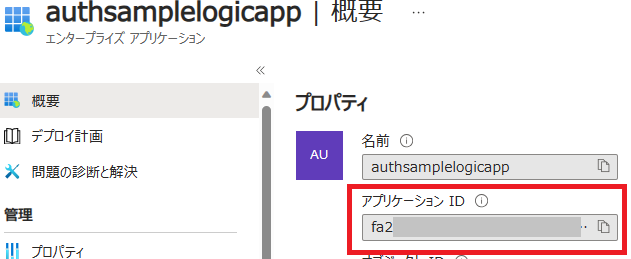 authsamplelogicapp | 概要 …
エンタープライズ アプリケーション
概要
デプロイ計画
問題の診断と解決
管理
プロパティ
プロパティ
AU
名前
authsamplelogicapp
アプリケーション ID
fa2